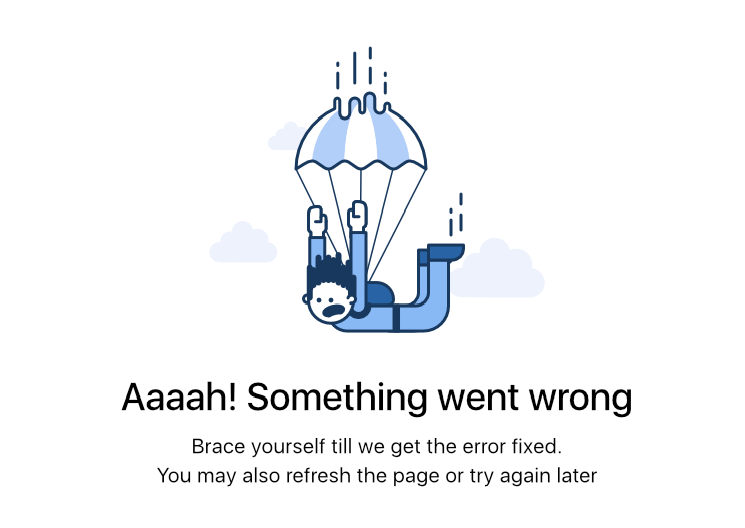 Aaaah! Something went wrong
Brace yourself till we get the error fixed.
You may also refresh the page or try again later